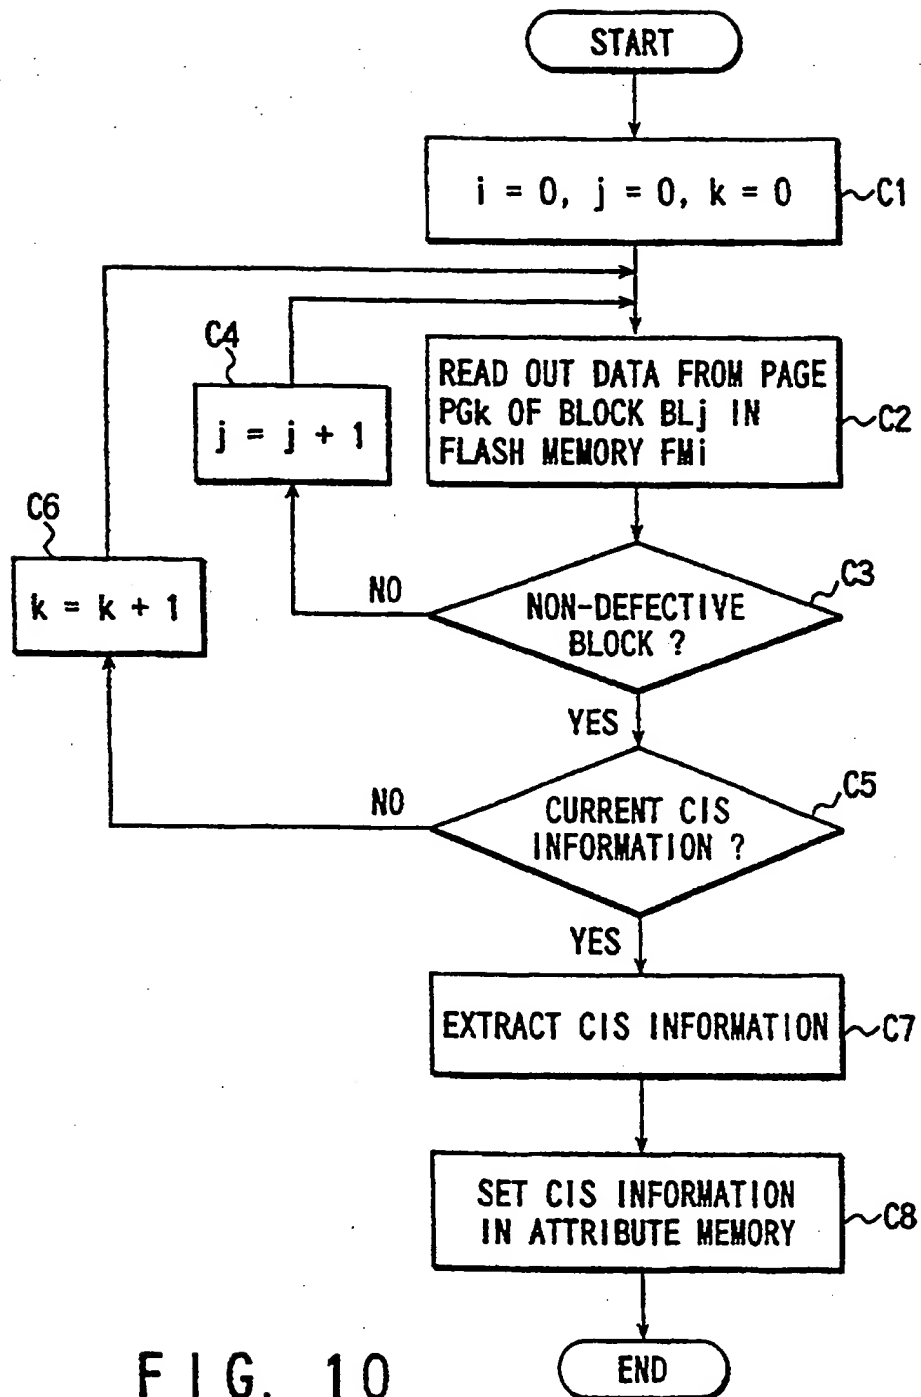 START
i = 0, j = 0, k = 0
C1
C4
j = j + 1
READ OUT DATA FROM PAGE
PGk OF BLOCK BLj IN
FLASH MEMORY FMi
C2
C6
k = k + 1
NO
NON-DEFECTIVE
BLOCK ?
C3
YES
NO
CURRENT CIS
INFORMATION ?
C5
YES
EXTRACT CIS INFORMATION
C7
SET CIS INFORMATION
IN ATTRIBUTE MEMORY
C8
END
FIG. 10